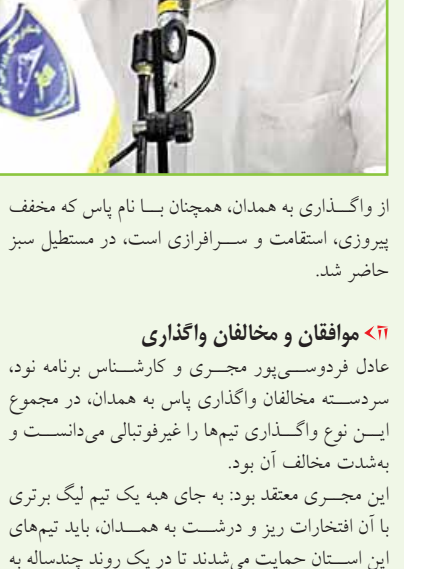 از واگذاری به همدان، همچنان با نام پاس که مخفف
پیروزی، استقامت و سرافرازی است، در مستطیل سبز
حاضر شد.
موافقان و مخالفان واگذاری
عادل فردوسی‌پور مجری و کارشناس برنامه نود،
سردسته مخالفان واگذاری پاس به همدان، در مجموع
این نوع واگذاری تیم‌ها را غیرفوتبالی می‌دانست و
به‌شدت مخالف آن بود.
این مجری معتقد بود: به جای هبه یک تیم لیگ برتری
با آن افتخارات ریز و درشت به همدان، باید تیم‌های
این استان حمایت می‌شدند تا در یک روند چندساله به